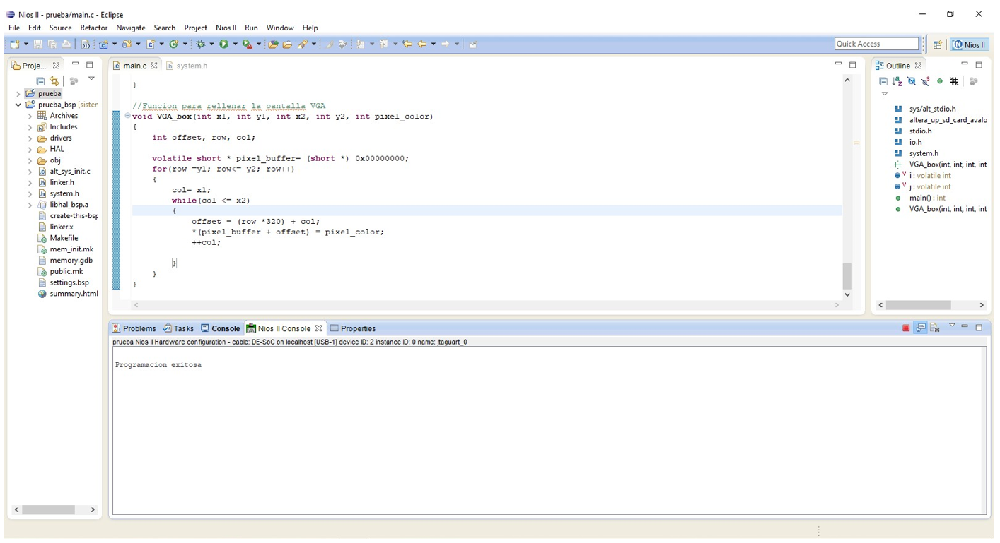 Nios II - prueba/main.c - Eclipse
File Edit Source Refactor Navigate Search Project Nios II Run Window Help
Quick Access
Nios II
Proje...
prueba
prueba_bsp [sister
Archives
Includes
drivers
HAL
obj
alt_sys_init.c
linker.h
system.h
libhal_bsp.a
create-this-bsp
linker.x
Makefile
mem_init.mk
memory.gdb
public.mk
settings.bsp
summary.html
main.c system.h
}
//Funcion para rellenar la pantalla VGA
void VGA_box(int x1, int y1, int x2, int y2, int pixel_color)
{
int offset, row, col;
volatile short * pixel_buffer= (short *) 0x00000000;
for(row =y1; row<= y2; row++)
{
col= x1;
while(col <= x2)
{
offset = (row *320) + col;
*(pixel_buffer + offset) = pixel_color;
++col;
}
}
}
Outline
sys/alt_stdio.h
altera_up_sd_card_avalo
stdio.h
io.h
system.h
VGA_box(int, int, int, int
i : volatile int
j : volatile int
main() : int
VGA_box(int, int, int, int
Problems Tasks Console Nios II Console Properties
prueba Nios II Hardware configuration - cable: DE-SoC on localhost [USB-1] device ID: 2 instance ID: 0 name: jtaguart_0
Programacion exitosa